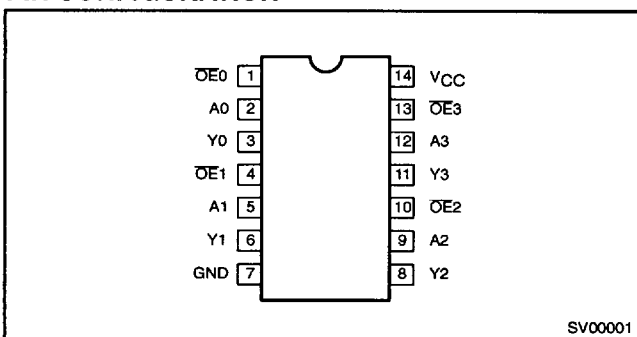 OE0 1 14 VCC
A0 2 13 OE3
Y0 3 12 A3
OE1 4 11 Y3
A1 5 10 OE2
Y1 6 9 A2
GND 7 8 Y2
SV00001